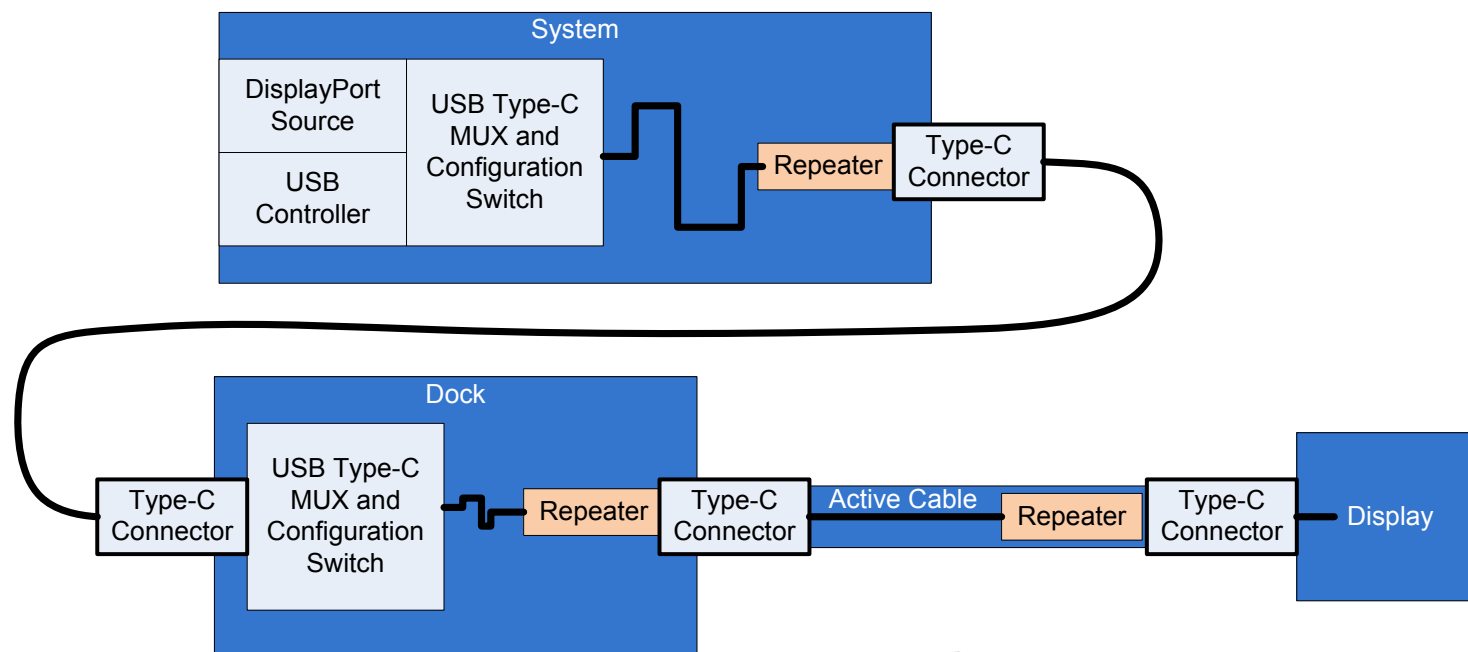 System
DisplayPort
Source
USB
Controller
USB Type-C
MUX and
Configuration
Switch
Repeater
Type-C
Connector
Dock
Type-C
Connector
USB Type-C
MUX and
Configuration
Switch
Repeater
Type-C
Connector
Active Cable
Repeater
Type-C
Connector
Display